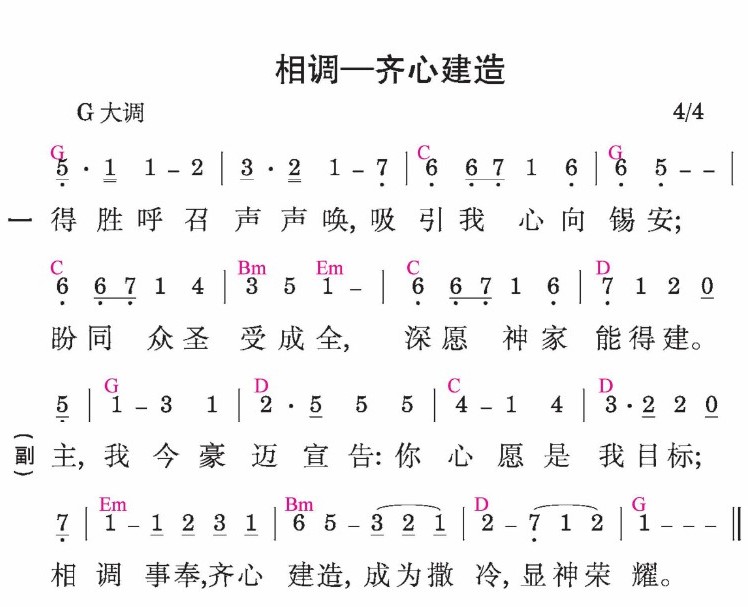 相调—齐心建造
G 大调 4/4
G C G
5 · 1 1 – 2 | 3 · 2 1 – 7 | 6 6 7 1 6 | 6 5 – – |
一 得胜呼召声声唤,吸引我心向锡安;
C Bm Em C D
6 6 7 1 4 | 3 5 1 – | 6 6 7 1 6 | 7 1 2 0
盼同众圣受成全, 深愿神家能得建。
G D C D
5 | 1 – 3 1 | 2 · 5 5 5 | 4 – 1 4 | 3 · 2 2 0
(副) 主,我今豪迈宣告:你心愿是我目标;
Em Bm D G
7 | 1 – 1 2 3 1 | 6 5 – 3 2 1 | 2 – 7 1 2 | 1 – – – ‖
相调事奉,齐心建造,成为撒冷,显神荣耀。